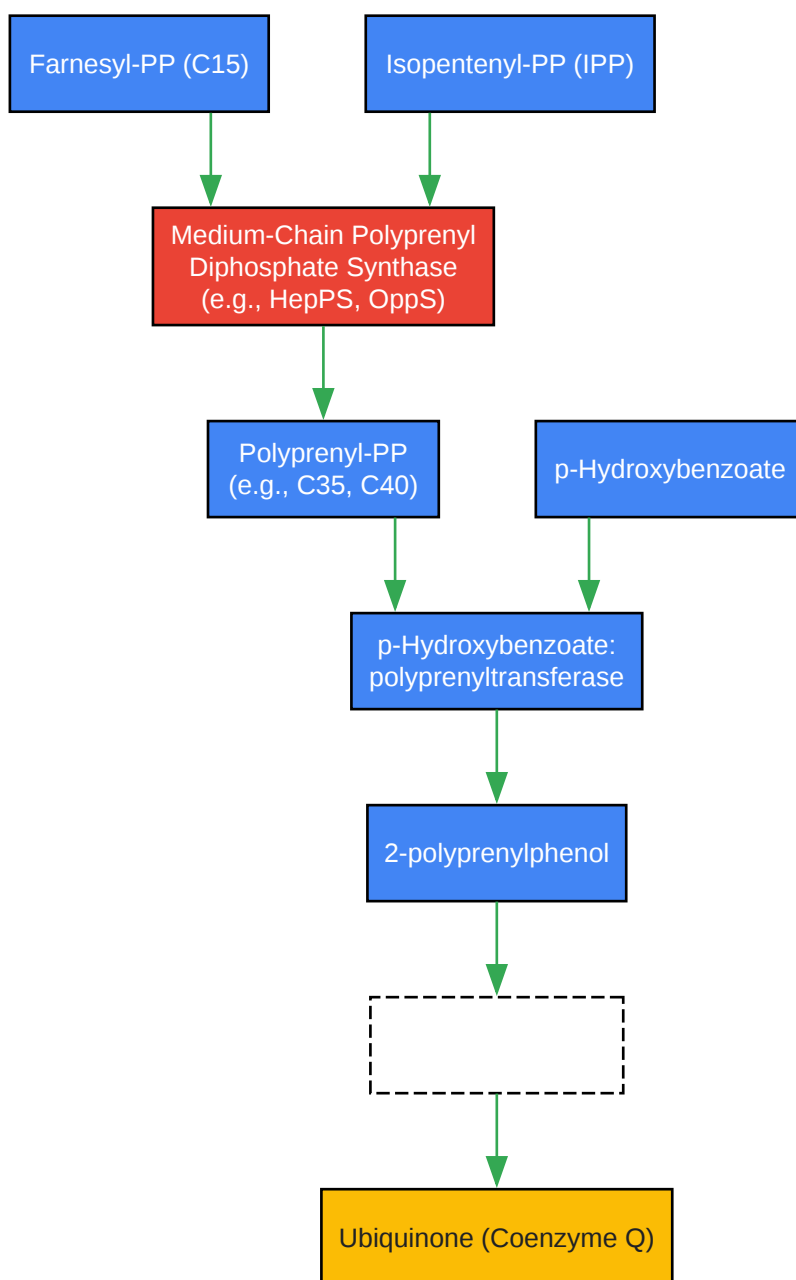 Farnesyl-PP (C15)
Isopentenyl-PP (IPP)
Medium-Chain Polyprenyl
Diphosphate Synthase
(e.g., HepPS, OppS)
Polyprenyl-PP
(e.g., C35, C40)
p-Hydroxybenzoate
p-Hydroxybenzoate:
polyprenyltransferase
2-polyprenylphenol
Ubiquinone (Coenzyme Q)